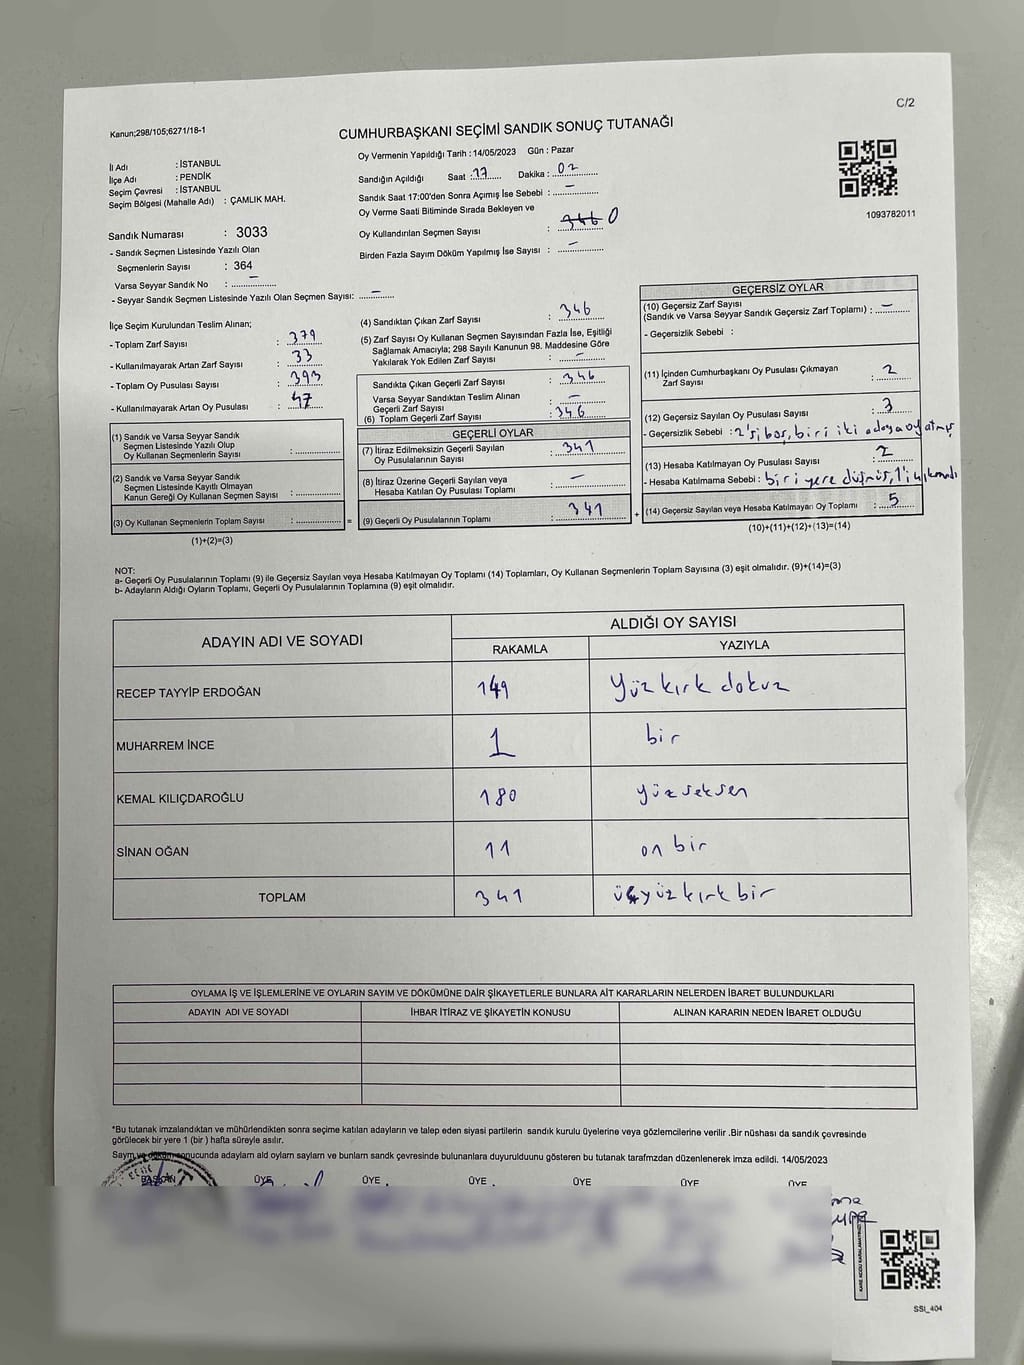 C/2
Kanun;298/105;6271/18-1
CUMHURBAŞKANI SEÇİMİ SANDIK SONUÇ TUTANAĞI
İl Adı : İSTANBUL
İlçe Adı : PENDİK
Seçim Çevresi : İSTANBUL
Seçim Bölgesi (Mahalle Adı) : ÇAMLIK MAH.
Sandık Numarası : 3033
- Sandık Seçmen Listesinde Yazılı Olan
Seçmenlerin Sayısı : 364
Varsa Seyyar Sandık No : –
- Seyyar Sandık Seçmen Listesinde Yazılı Olan Seçmen Sayısı: –
Oy Vermenin Yapıldığı Tarih : 14/05/2023 Gün : Pazar
Sandığın Açıldığı Saat : 17 Dakika : 02
Sandık Saat 17:00'den Sonra Açımış İse Sebebi : –
Oy Verme Saati Bitiminde Sırada Bekleyen ve
Oy Kullandırılan Seçmen Sayısı : 346 0
Birden Fazla Sayım Döküm Yapılmış İse Sayısı : –
1093782011
İlçe Seçim Kurulundan Teslim Alınan;
- Toplam Zarf Sayısı : 379
- Kullanılmayarak Artan Zarf Sayısı : 33
- Toplam Oy Pusulası Sayısı : 393
- Kullanılmayarak Artan Oy Pusulası : 47
(1) Sandık ve Varsa Seyyar Sandık
Seçmen Listesinde Yazılı Olup
Oy Kullanan Seçmenlerin Sayısı :
(2) Sandık ve Varsa Seyyar Sandık
Seçmen Listesinde Kayıtlı Olmayan
Kanun Gereği Oy Kullanan Seçmen Sayısı :
(3) Oy Kullanan Seçmenlerin Toplam Sayısı : =
(1)+(2)=(3)
(4) Sandıktan Çıkan Zarf Sayısı : 346
(5) Zarf Sayısı Oy Kullanan Seçmen Sayısından Fazla İse, Eşitliği
Sağlamak Amacıyla; 298 Sayılı Kanunun 98. Maddesine Göre
Yakılarak Yok Edilen Zarf Sayısı : –
Sandıkta Çıkan Geçerli Zarf Sayısı : 346
Varsa Seyyar Sandıktan Teslim Alınan
Geçerli Zarf Sayısı : –
(6) Toplam Geçerli Zarf Sayısı : 346
GEÇERLİ OYLAR
(7) İtiraz Edilmeksizin Geçerli Sayılan
Oy Pusulalarının Sayısı : 341
(8) İtiraz Üzerine Geçerli Sayılan veya
Hesaba Katılan Oy Pusulası Toplamı : –
(9) Geçerli Oy Pusulalarının Toplamı : 341 +
GEÇERSİZ OYLAR
(10) Geçersiz Zarf Sayısı
(Sandık ve Varsa Seyyar Sandık Geçersiz Zarf Toplamı) : –
- Geçersizlik Sebebi :
(11) İçinden Cumhurbaşkanı Oy Pusulası Çıkmayan
Zarf Sayısı : 2
(12) Geçersiz Sayılan Oy Pusulası Sayısı : 3
- Geçersizlik Sebebi : 2'si boş, biri iki adaya oy atmış
(13) Hesaba Katılmayan Oy Pusulası Sayısı : 2
- Hesaba Katılmama Sebebi : biri yere düşmüş, 1'i çıkmadı
(14) Geçersiz Sayılan veya Hesaba Katılmayan Oy Toplamı : 5
(10)+(11)+(12)+(13)=(14)
NOT:
a- Geçerli Oy Pusulalarının Toplamı (9) ile Geçersiz Sayılan veya Hesaba Katılmayan Oy Toplamı (14) Toplamları, Oy Kullanan Seçmenlerin Toplam Sayısına (3) eşit olmalıdır. (9)+(14)=(3)
b- Adayların Aldığı Oyların Toplamı, Geçerli Oy Pusulalarının Toplamına (9) eşit olmalıdır.
ADAYIN ADI VE SOYADI ALDIĞI OY SAYISI
RAKAMLA YAZIYLA
RECEP TAYYİP ERDOĞAN 149 Yüz kırk dokuz
MUHARREM İNCE 1 bir
KEMAL KILIÇDAROĞLU 180 yüz seksen
SİNAN OĞAN 11 on bir
TOPLAM 341 üçyüz kırk bir
OYLAMA İŞ VE İŞLEMLERİNE VE OYLARIN SAYIM VE DÖKÜMÜNE DAİR ŞİKAYETLERLE BUNLARA AİT KARARLARIN NELERDEN İBARET BULUNDUKLARI
ADAYIN ADI VE SOYADI İHBAR İTİRAZ VE ŞİKAYETİN KONUSU ALINAN KARARIN NEDEN İBARET OLDUĞU
*Bu tutanak imzalandıktan ve mühürlendikten sonra seçime katılan adayların ve talep eden siyasi partilerin sandık kurulu üyelerine veya gözlemcilerine verilir .Bir nüshası da sandık çevresinde
görülecek bir yere 1 (bir ) hafta süreyle asılır.
Sayım ve döküm sonucunda adayların ald oyların sayların ve bunlarn sandk çevresinde bulunanlara duyurulduunu gösteren bu tutanak tarafmzdan düzenlenerek imza edildi. 14/05/2023
BAŞKAN ÜYE ÜYE ÜYE ÜYE ÜYE ÜYE
SSI_404